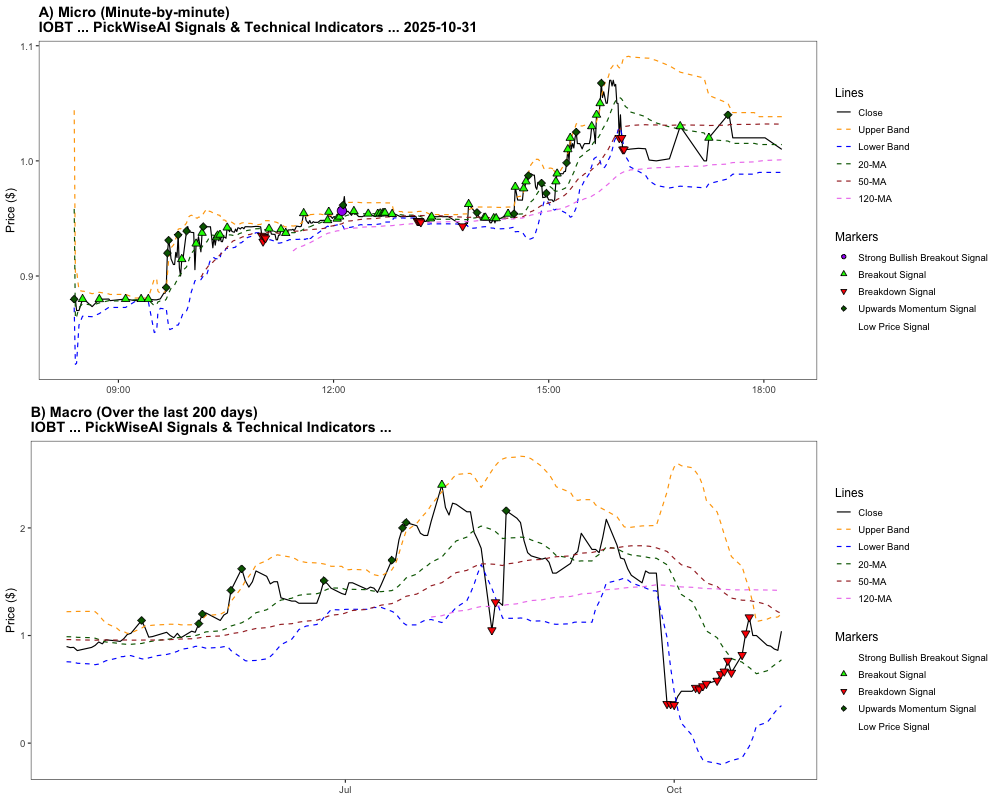 A) Micro (Minute-by-minute)
IOBT ... PickWiseAI Signals & Technical Indicators ... 2025-10-31
1.1
1.0
0.9
Price ($)
09:00
12:00
15:00
18:00
Lines
Close
Upper Band
Lower Band
20-MA
50-MA
120-MA
Markers
Strong Bullish Breakout Signal
Breakout Signal
Breakdown Signal
Upwards Momentum Signal
Low Price Signal
B) Macro (Over the last 200 days)
IOBT ... PickWiseAI Signals & Technical Indicators ...
2
1
0
Price ($)
Jul
Oct
Lines
Close
Upper Band
Lower Band
20-MA
50-MA
120-MA
Markers
Strong Bullish Breakout Signal
Breakout Signal
Breakdown Signal
Upwards Momentum Signal
Low Price Signal